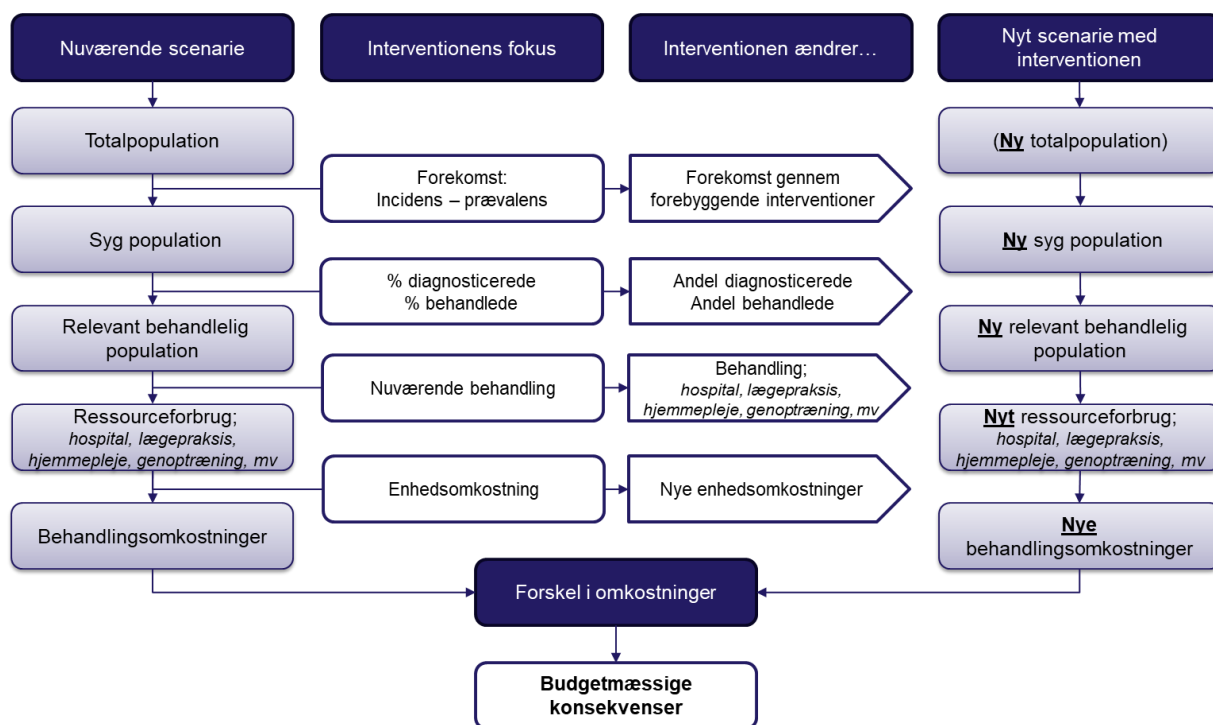 Nuværende scenarie
Interventionens fokus
Interventionen ændrer…
Nyt scenarie med
interventionen
Totalpopulation
(Ny totalpopulation)
Forekomst:
Incidens – prævalens
Forekomst gennem
forebyggende interventioner
Syg population
Ny syg population
% diagnosticerede
% behandlede
Andel diagnosticerede
Andel behandlede
Relevant behandlelig
population
Ny relevant behandlelig
population
Nuværende behandling
Behandling;
hospital, lægepraksis,
hjemmepleje, genoptræning, mv
Ressourceforbrug;
hospital, lægepraksis,
hjemmepleje, genoptræning, mv
Nyt ressourceforbrug;
hospital, lægepraksis,
hjemmepleje, genoptræning, mv
Enhedsomkostning
Nye enhedsomkostninger
Behandlingsomkostninger
Nye
behandlingsomkostninger
Forskel i omkostninger
Budgetmæssige
konsekvenser